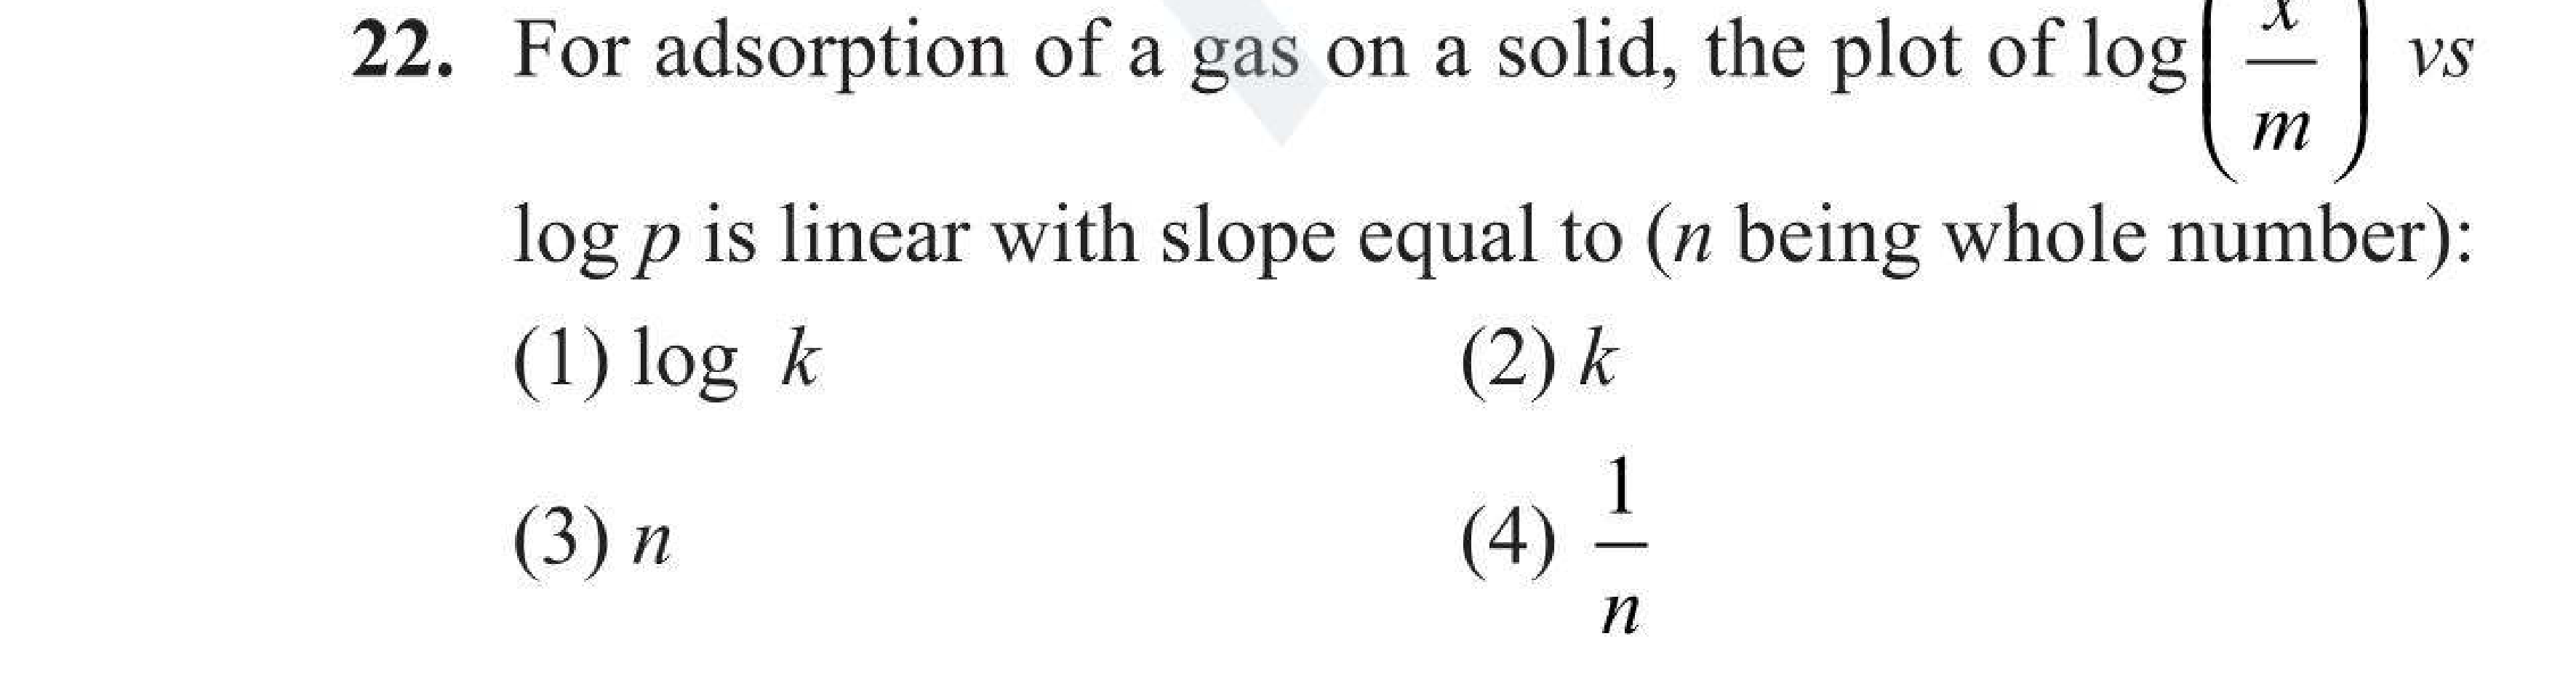 22. For adsorption of a gas on a solid, the plot of log(x/m) vs
log p is linear with slope equal to (n being whole number):
(1) log k (2) k
(3) n (4) 1/n